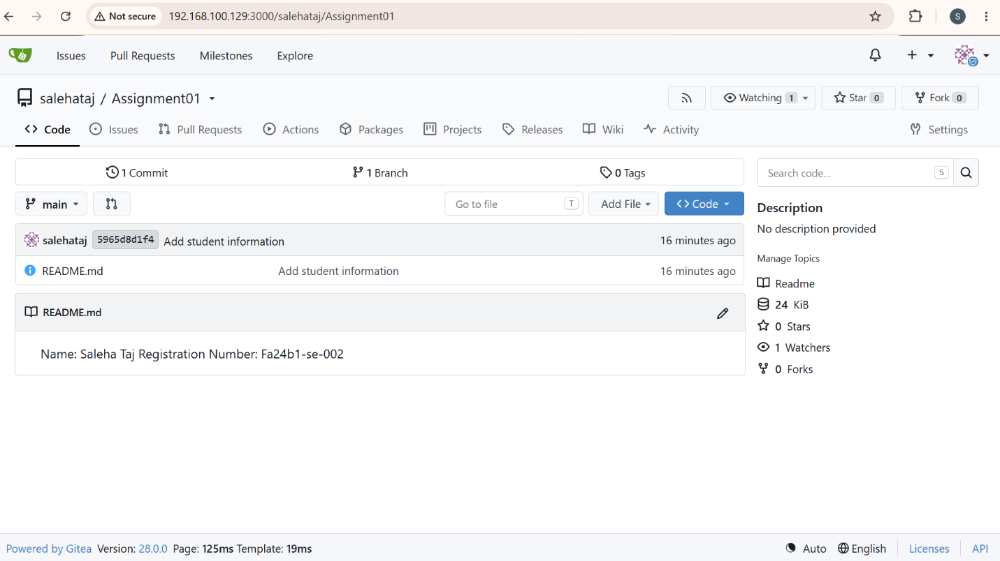 Not secure 192.168.100.129:3000/salehataj/Assignment01 S
Issues Pull Requests Milestones Explore
salehataj / Assignment01 Watching 1 Star 0 Fork 0
Code Issues Pull Requests Actions Packages Projects Releases Wiki Activity Settings
1 Commit 1 Branch 0 Tags
Search code... S
main Go to file T Add File Code
Description
No description provided
salehataj 5965d8d1f4 Add student information 16 minutes ago
Manage Topics
README.md Add student information 16 minutes ago
Readme
24 KiB
README.md
0 Stars
1 Watchers
Name: Saleha Taj Registration Number: Fa24b1-se-002
0 Forks
Powered by Gitea Version: 28.0.0 Page: 125ms Template: 19ms Auto English Licenses API